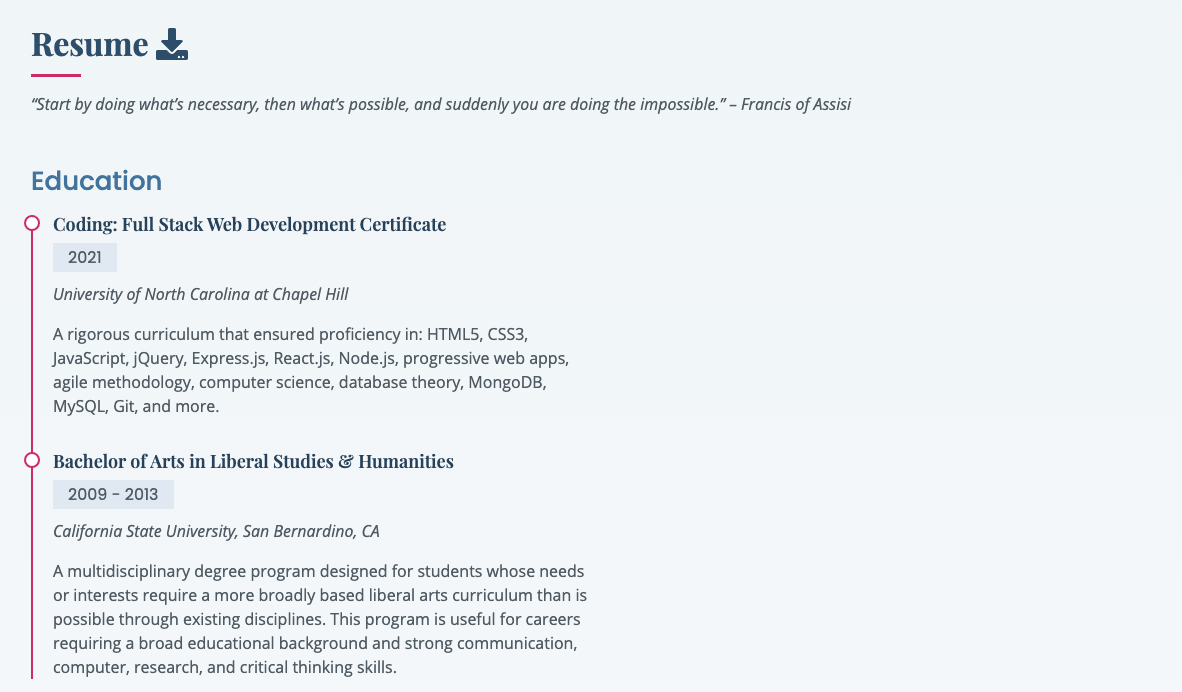 Resume
“Start by doing what’s necessary, then what’s possible, and suddenly you are doing the impossible.” – Francis of Assisi
Education
Coding: Full Stack Web Development Certificate
2021
University of North Carolina at Chapel Hill
A rigorous curriculum that ensured proficiency in: HTML5, CSS3,
JavaScript, jQuery, Express.js, React.js, Node.js, progressive web apps,
agile methodology, computer science, database theory, MongoDB,
MySQL, Git, and more.
Bachelor of Arts in Liberal Studies & Humanities
2009 - 2013
California State University, San Bernardino, CA
A multidisciplinary degree program designed for students whose needs
or interests require a more broadly based liberal arts curriculum than is
possible through existing disciplines. This program is useful for careers
requiring a broad educational background and strong communication,
computer, research, and critical thinking skills.